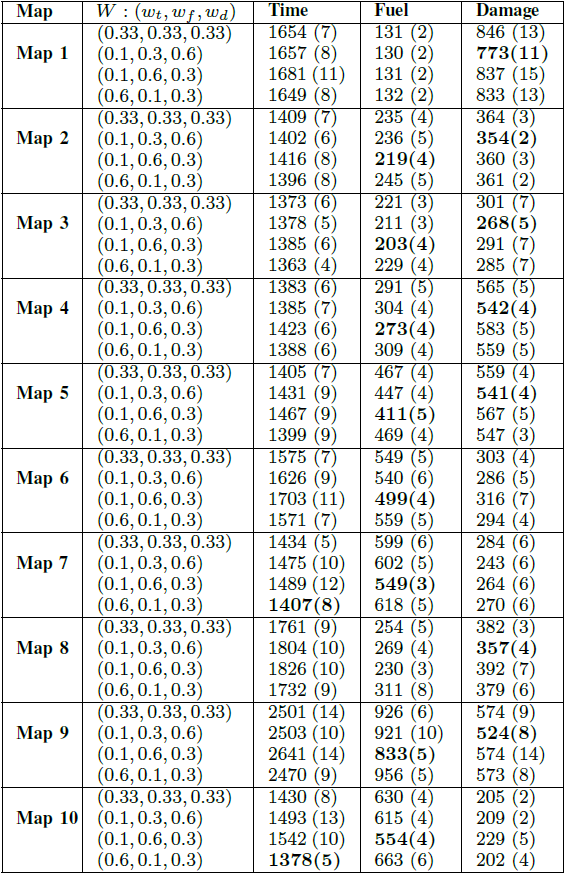 Map W : (wt, wf, wd) Time Fuel Damage
(0.33, 0.33, 0.33) 1654 (7) 131 (2) 846 (13)
Map 1 (0.1, 0.3, 0.6) 1657 (8) 130 (2) 773(11)
(0.1, 0.6, 0.3) 1681 (11) 131 (2) 837 (15)
(0.6, 0.1, 0.3) 1649 (8) 132 (2) 833 (13)
(0.33, 0.33, 0.33) 1409 (7) 235 (4) 364 (3)
Map 2 (0.1, 0.3, 0.6) 1402 (6) 236 (5) 354(2)
(0.1, 0.6, 0.3) 1416 (8) 219(4) 360 (3)
(0.6, 0.1, 0.3) 1396 (8) 245 (5) 361 (2)
(0.33, 0.33, 0.33) 1373 (6) 221 (3) 301 (7)
Map 3 (0.1, 0.3, 0.6) 1378 (5) 211 (3) 268(5)
(0.1, 0.6, 0.3) 1385 (6) 203(4) 291 (7)
(0.6, 0.1, 0.3) 1363 (4) 229 (4) 285 (7)
(0.33, 0.33, 0.33) 1383 (6) 291 (5) 565 (5)
Map 4 (0.1, 0.3, 0.6) 1385 (7) 304 (4) 542(4)
(0.1, 0.6, 0.3) 1423 (6) 273(4) 583 (5)
(0.6, 0.1, 0.3) 1388 (6) 309 (4) 559 (5)
(0.33, 0.33, 0.33) 1405 (7) 467 (4) 559 (4)
Map 5 (0.1, 0.3, 0.6) 1431 (9) 447 (4) 541(4)
(0.1, 0.6, 0.3) 1467 (9) 411(5) 567 (5)
(0.6, 0.1, 0.3) 1399 (9) 469 (4) 547 (3)
(0.33, 0.33, 0.33) 1575 (7) 549 (5) 303 (4)
Map 6 (0.1, 0.3, 0.6) 1626 (9) 540 (6) 286 (5)
(0.1, 0.6, 0.3) 1703 (11) 499(4) 316 (7)
(0.6, 0.1, 0.3) 1571 (7) 559 (5) 294 (4)
(0.33, 0.33, 0.33) 1434 (5) 599 (6) 284 (6)
Map 7 (0.1, 0.3, 0.6) 1475 (10) 602 (5) 243 (6)
(0.1, 0.6, 0.3) 1489 (12) 549(3) 264 (6)
(0.6, 0.1, 0.3) 1407(8) 618 (5) 270 (6)
(0.33, 0.33, 0.33) 1761 (9) 254 (5) 382 (3)
Map 8 (0.1, 0.3, 0.6) 1804 (10) 269 (4) 357(4)
(0.1, 0.6, 0.3) 1826 (10) 230 (3) 392 (7)
(0.6, 0.1, 0.3) 1732 (9) 311 (8) 379 (6)
(0.33, 0.33, 0.33) 2501 (14) 926 (6) 574 (9)
Map 9 (0.1, 0.3, 0.6) 2503 (10) 921 (10) 524(8)
(0.1, 0.6, 0.3) 2641 (14) 833(5) 574 (14)
(0.6, 0.1, 0.3) 2470 (9) 956 (5) 573 (8)
(0.33, 0.33, 0.33) 1430 (8) 630 (4) 205 (2)
Map 10 (0.1, 0.3, 0.6) 1493 (13) 615 (4) 209 (2)
(0.1, 0.6, 0.3) 1542 (10) 554(4) 229 (5)
(0.6, 0.1, 0.3) 1378(5) 663 (6) 202 (4)